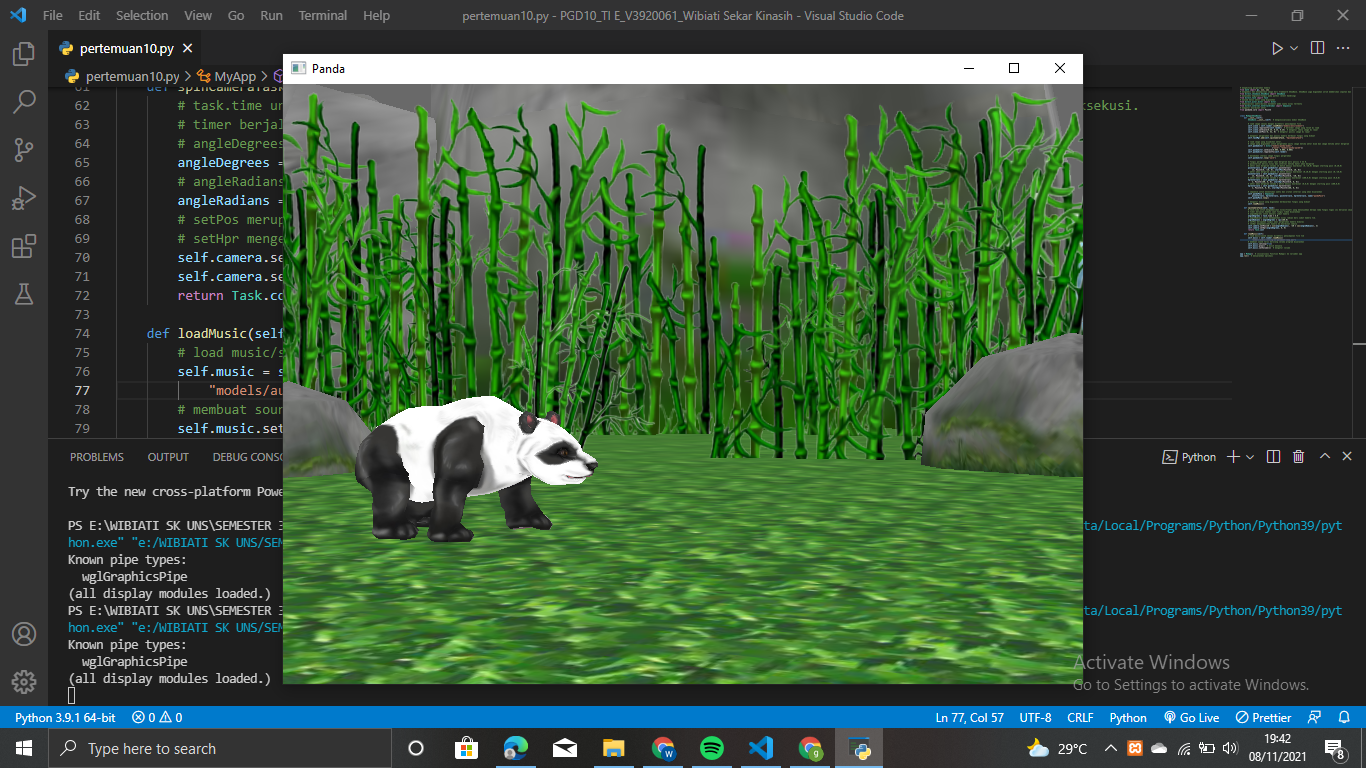 File Edit Selection View Go Run Terminal Help pertemuan10.py - PGD10_TI E_V3920061_Wibiati Sekar Kinasih - Visual Studio Code
pertemuan10.py
pertemuan10.py > MyApp >
Panda
61 def spinCameraTask
62 # task.time un tsekusi.
63 # timer berjal
64 # angleDegrees
65 angleDegrees =
66 # angleRadians
67 angleRadians =
68 # setPos merup
69 # setHpr menge
70 self.camera.se
71 self.camera.se
72 return Task.co
73
74 def loadMusic(self
75 # load music/s
76 self.music = s
77 "models/au
78 # membuat soun
79 self.music.set
PROBLEMS OUTPUT DEBUG CONSO Python
Try the new cross-platform Powe
PS E:\WIBIATI SK UNS\SEMESTER 3 ta/Local/Programs/Python/Python39/pyt
hon.exe" "e:/WIBIATI SK UNS/SEM
Known pipe types:
wglGraphicsPipe
(all display modules loaded.)
PS E:\WIBIATI SK UNS\SEMESTER 3 ta/Local/Programs/Python/Python39/pyt
hon.exe" "e:/WIBIATI SK UNS/SEM
Known pipe types:
wglGraphicsPipe
(all display modules loaded.)
Activate Windows
Go to Settings to activate Windows.
Python 3.9.1 64-bit 0 0 Ln 77, Col 57 UTF-8 CRLF Python Go Live Prettier
Type here to search 29°C 19:42
08/11/2021 8